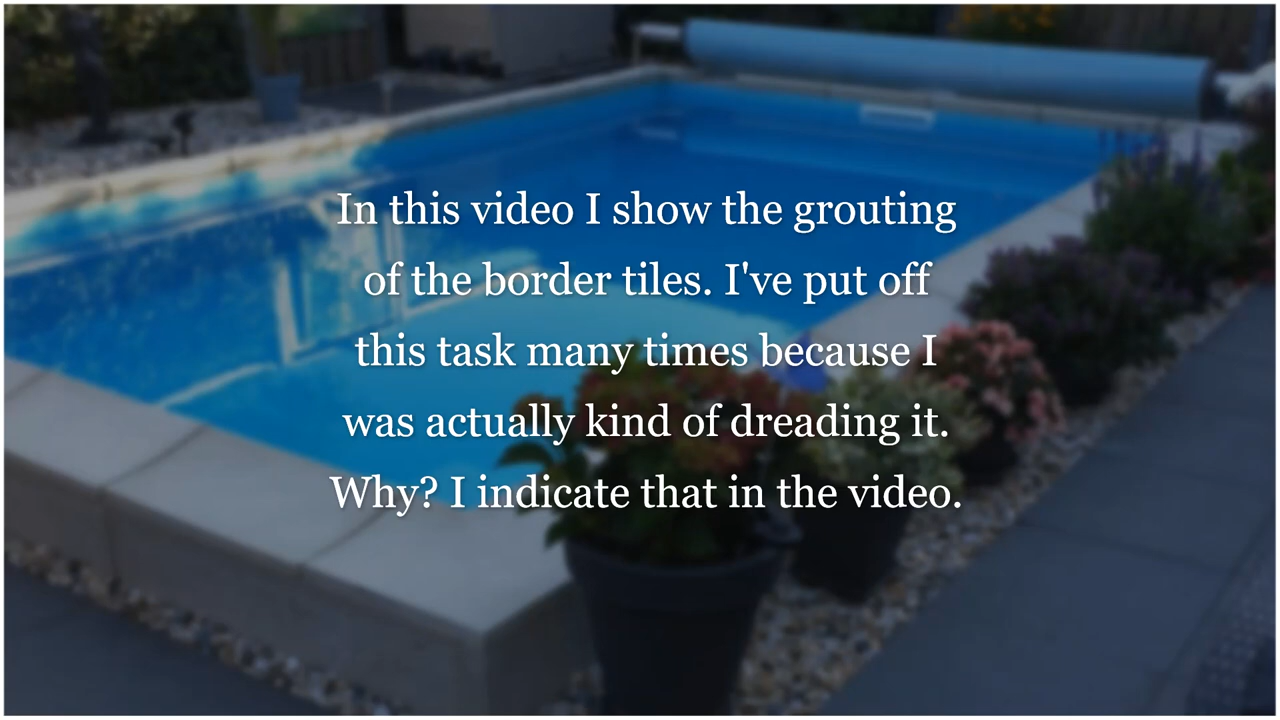 In this video I show the grouting
of the border tiles. I've put off
this task many times because I
was actually kind of dreading it.
Why? I indicate that in the video.